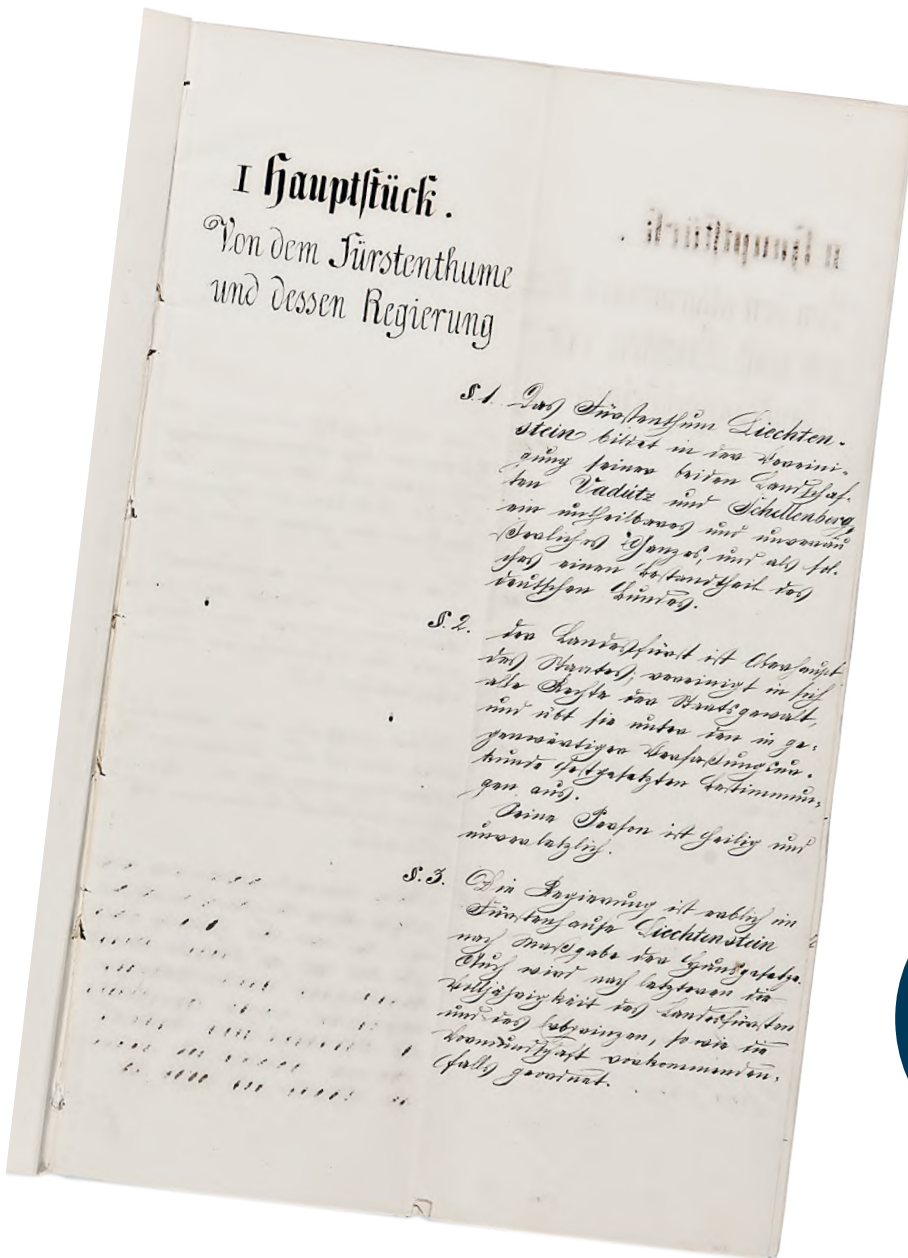 I Hauptstück.
Von dem Fürstenthume
und dessen Regierung
§. 1. Das Fürstenthum Liechten-
stein bildet in der Vereini-
gung seiner beiden Landschaf-
ten Vadutz und Schellenberg,
ein untheilbares und unveräu
ßerliches Ganzes, und als sol-
ches einen Bestandtheil des
deutschen Bundes.
§. 2. Der Landesfürst ist Oberhaupt
des Staates, vereinigt in sich
alle Rechte der Staatsgewalt,
und übt sie unter den in ge-
genwärtiger Verfaßungsur-
kunde festgesetzten Bestimmun-
gen aus.
Seine Person ist heilig und
unverletzlich.
§. 3. Die Regierung ist erblich im
Fürstenhause Liechtenstein
nach Maßgabe der Hausgesetze.
Auch wird nach letzteren die
Volljährigkeit des Landesfürsten
und des Erbprinzen, sowie die
Vormundschaft vorkommenden-
falls geordnet.